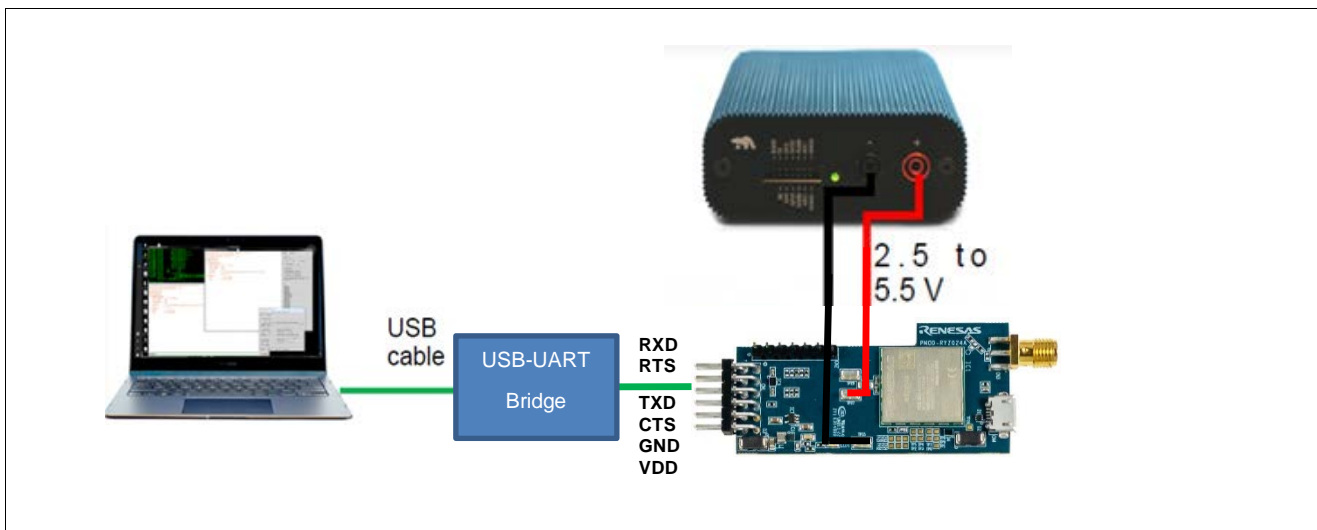 2.5 to
5.5 V
USB
cable
USB-UART
Bridge
RXD
RTS
TXD
CTS
GND
VDD
RENESAS